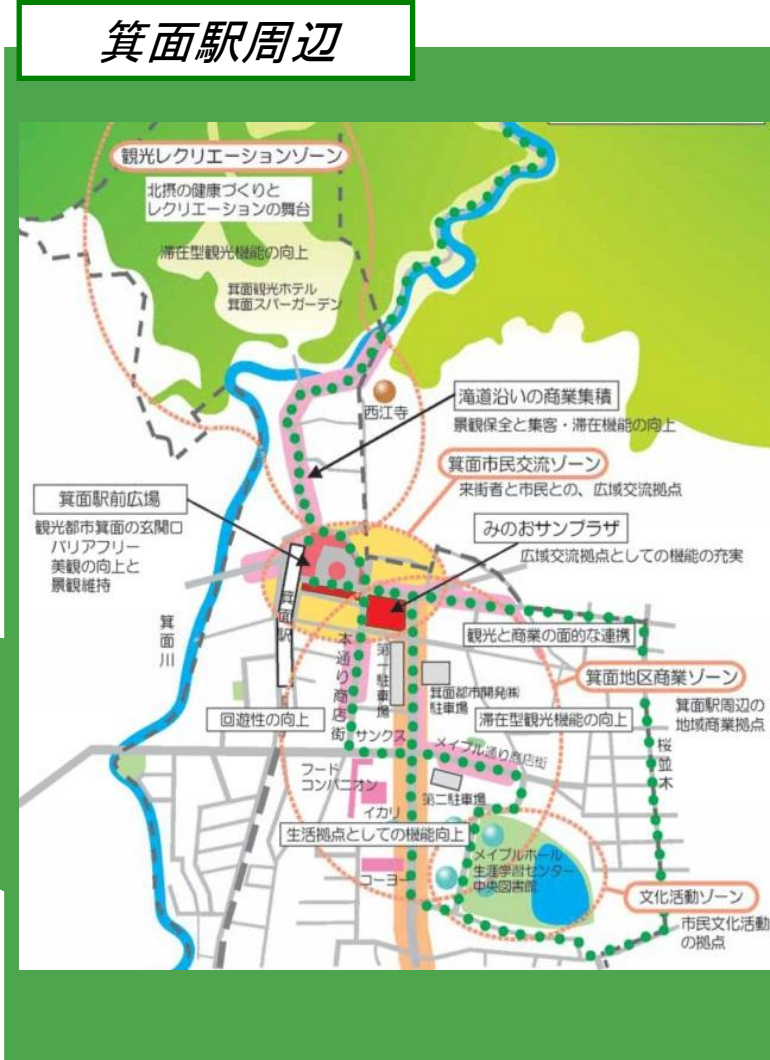 箕面駅周辺
観光レクリエーションゾーン
北摂の健康づくりと
レクリエーションの舞台
滞在型観光機能の向上
箕面観光ホテル
箕面スパーガーデン
西江寺
滝道沿いの商業集積
景観保全と集客・滞在機能の向上
箕面市民交流ゾーン
来街者と市民との、広域交流拠点
箕面駅前広場
観光都市箕面の玄関口
バリアフリー
美観の向上と
景観維持
みのおサンプラザ
広域交流拠点としての機能の充実
箕面駅
箕面川
本通り商店街
第一駐車場
観光と商業の面的な連携
箕面都市開発㈱
駐車場
箕面地区商業ゾーン
箕面駅周辺の
地域商業拠点
回遊性の向上
滞在型観光機能の向上
サンクス
メイプル通り商店街
桜並木
フード
コンパニオン
イカリ
第二駐車場
生活拠点としての機能向上
メイプルホール
生涯学習センター
中央図書館
コーヨー
文化活動ゾーン
市民文化活動
の拠点